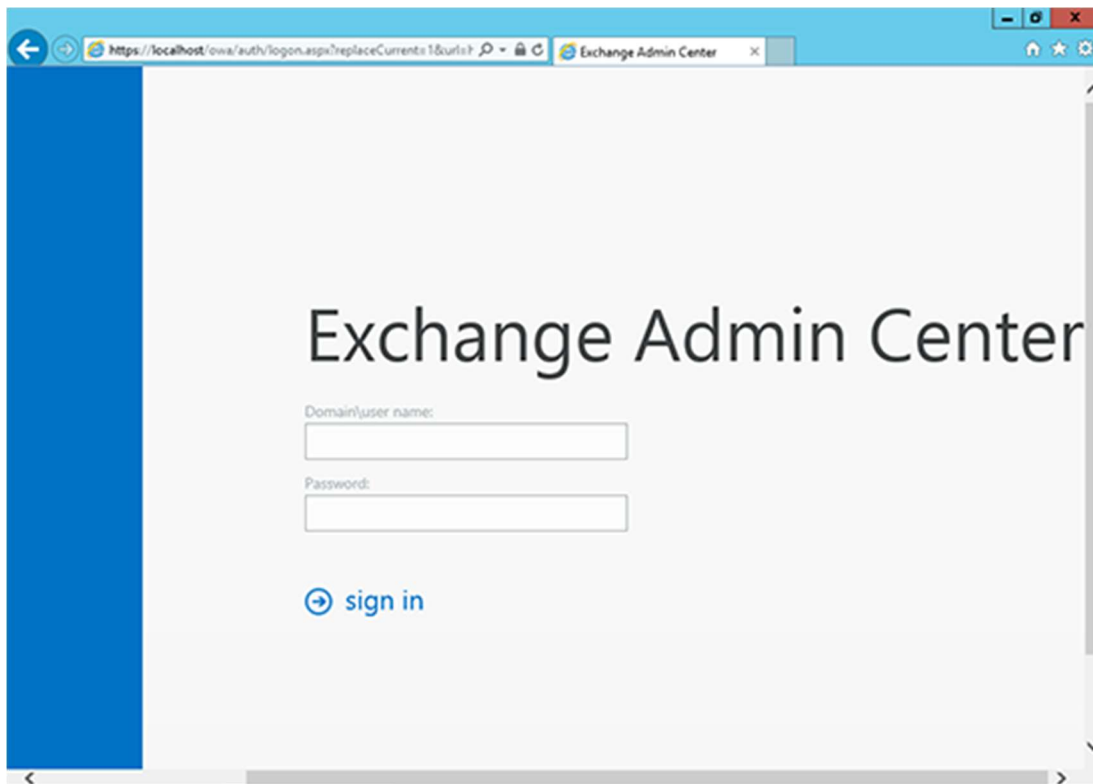 https://localhost/owa/auth/logon.aspx?replaceCurrent=1&url=h
Exchange Admin Center
Exchange Admin Center
Domain\user name:
Password:
sign in